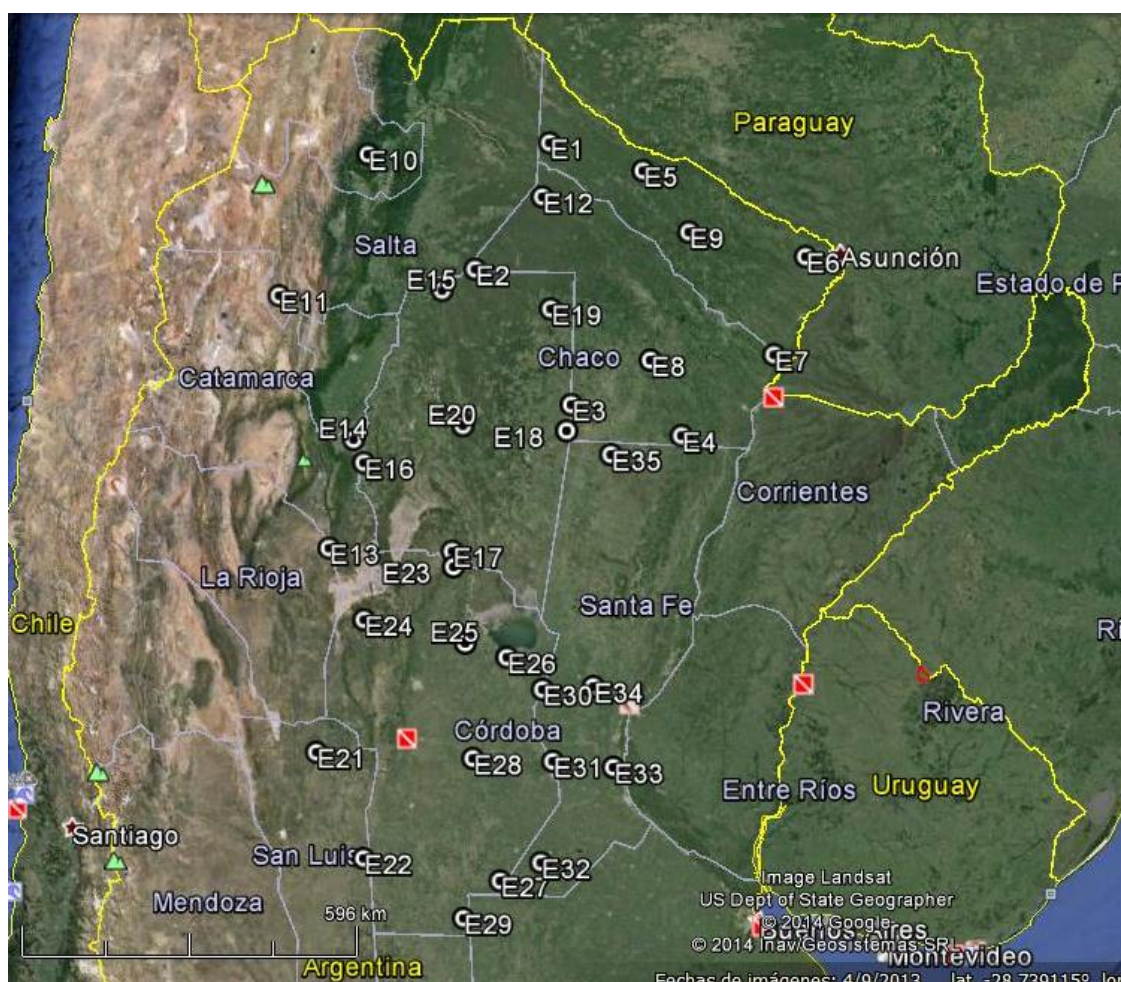 Paraguay
E1
E10
E5
E12
E9
Salta
E6
Asunción
E2
E15
Estado de P
E11
E19
Chaco
E7
E8
Catamarca
E3
E20
E14
E18
E4
E16
E35
Corrientes
E13
E17
E23
La Rioja
Santa Fe
Chile
E24
E25
Ri
E26
E30
E34
Rivera
Córdoba
E21
E28
E31
E33
Entre Ríos
Uruguay
Santiago
San Luis
E22
E32
E27
Image Landsat
US Dept of State Geographer
Mendoza
596 km
E29
© 2014 Google
Buenos Aires
© 2014 Inav/Geosistemas SRL
Montevideo
Argentina
Fechas de imágenes: 4/9/2013 lat. -28.739115° lon